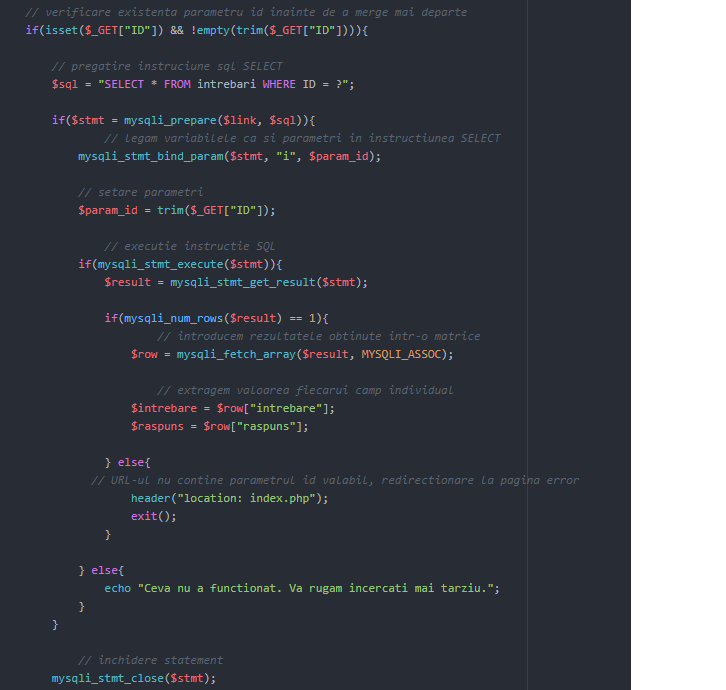 // verificare existenta parametru id inainte de a merge mai departe
if(isset($_GET["ID"]) && !empty(trim($_GET["ID"]))){
// pregatire instruciune sql SELECT
$sql = "SELECT * FROM intrebari WHERE ID = ?";
if($stmt = mysqli_prepare($link, $sql)){
// legam variabilele ca si parametri in instructiunea SELECT
mysqli_stmt_bind_param($stmt, "i", $param_id);
// setare parametri
$param_id = trim($_GET["ID"]);
// executie instructie SQL
if(mysqli_stmt_execute($stmt)){
$result = mysqli_stmt_get_result($stmt);
if(mysqli_num_rows($result) == 1){
// introducem rezultatele obtinute intr-o matrice
$row = mysqli_fetch_array($result, MYSQLI_ASSOC);
// extragem valoarea fiecarui camp individual
$intrebare = $row["intrebare"];
$raspuns = $row["raspuns"];
} else{
// URL-ul nu contine parametrul id valabil, redirectionare la pagina error
header("location: index.php");
exit();
}
} else{
echo "Ceva nu a functionat. Va rugam incercati mai tarziu.";
}
}
// inchidere statement
mysqli_stmt_close($stmt);